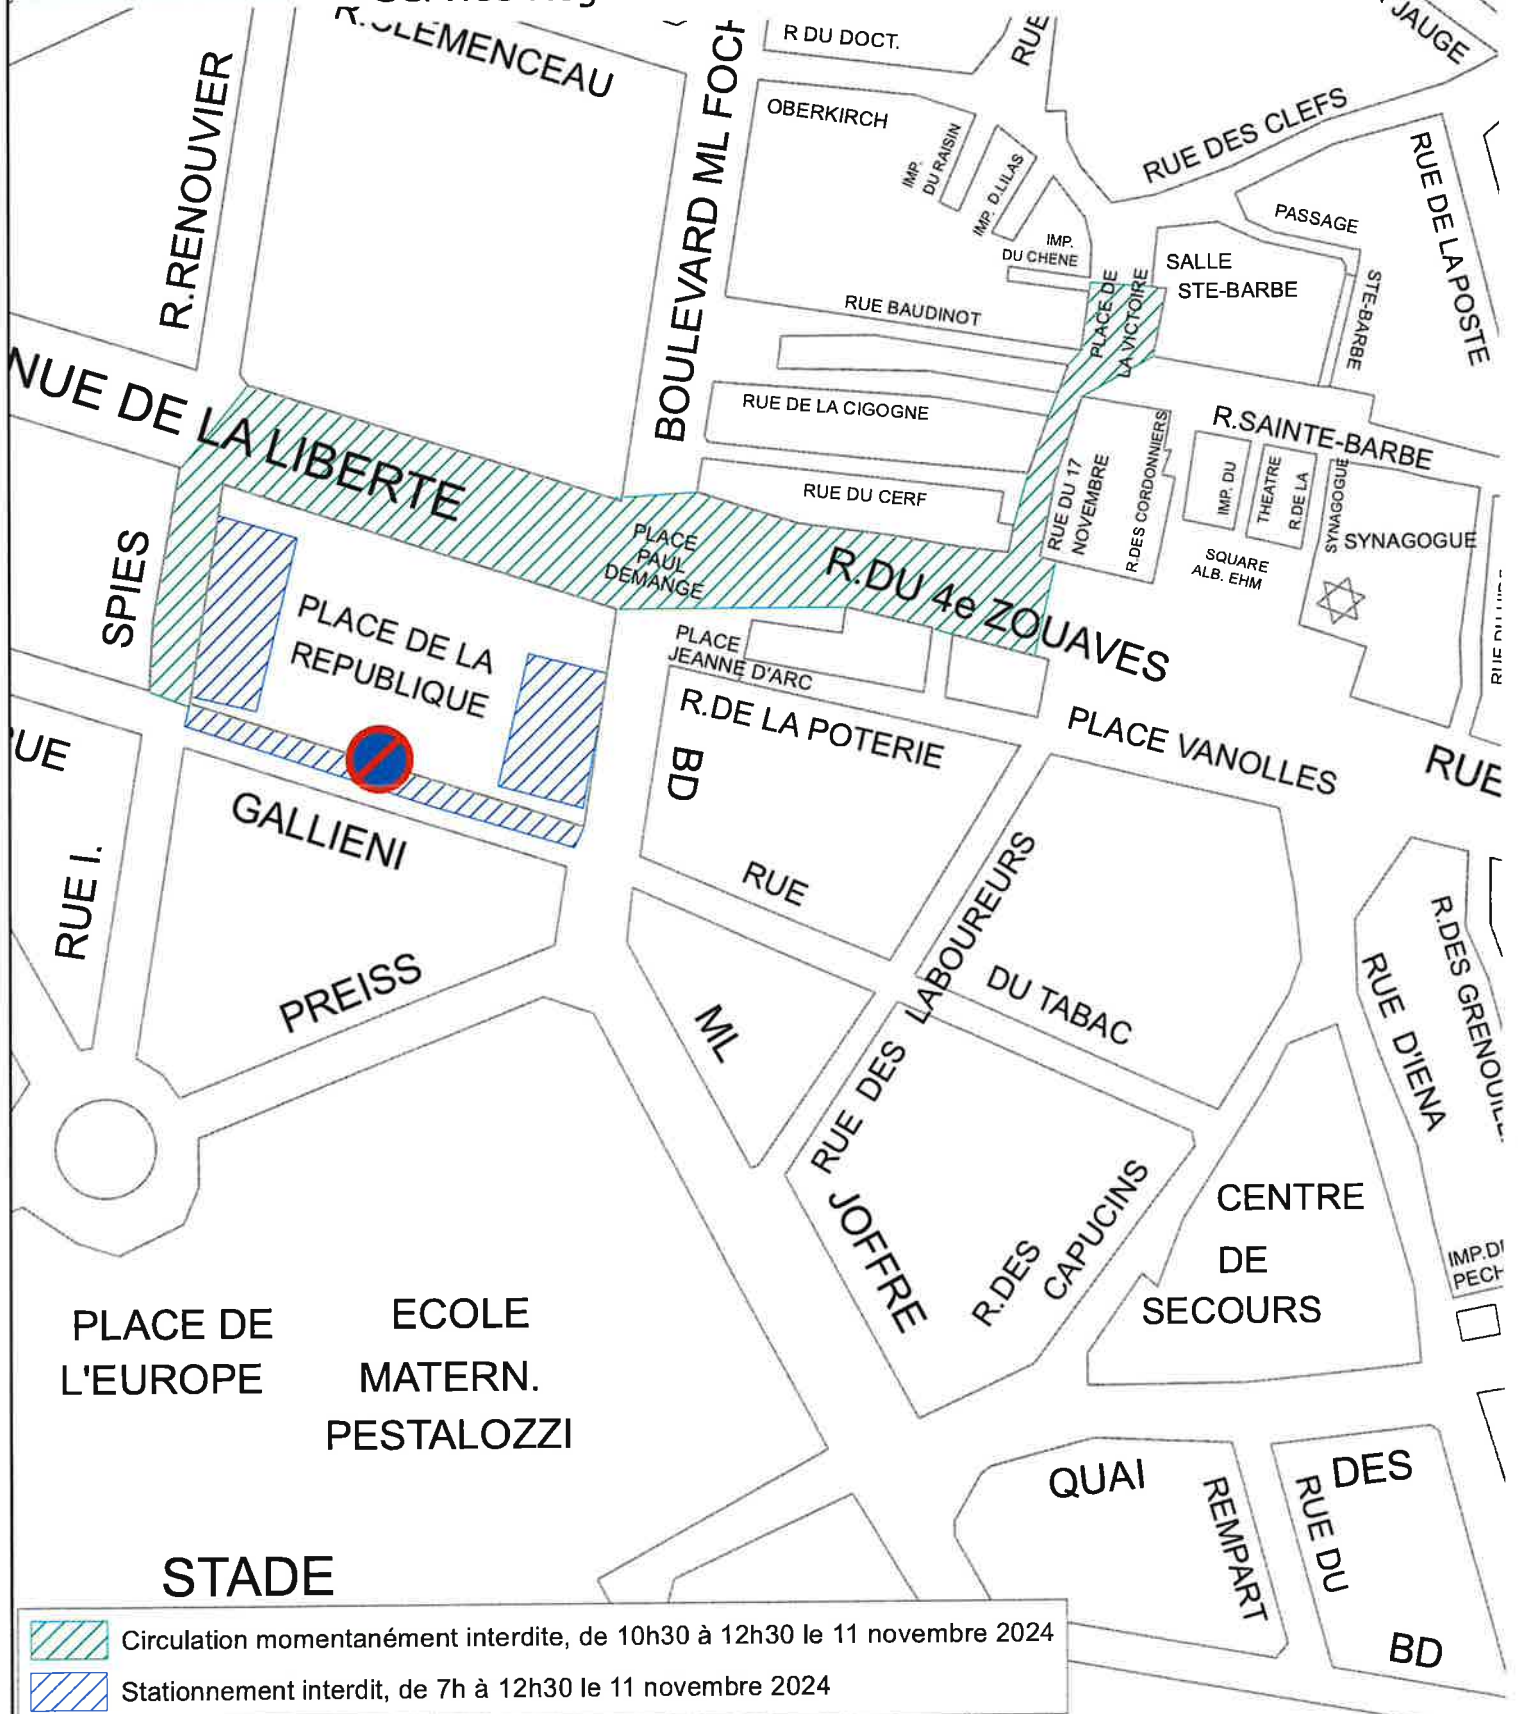 R.CLEMENCEAU
R DU DOCT.
RUE
JAUGE
R.RENOUVIER
BOULEVARD ML FOCH
OBERKIRCH
IMP.
DU RAISIN
IMP. D.LILAS
IMP.
DU CHENE
RUE DES CLEFS
PASSAGE
RUE DE LA POSTE
SALLE
STE-BARBE
STE-BARBE
PLACE DE
LA VICTOIRE
RUE BAUDINOT
NUE DE LA LIBERTE
RUE DE LA CIGOGNE
R.SAINTE-BARBE
RUE DU CERF
RUE DU 17
NOVEMBRE
R.DES CORDONNIERS
IMP. DU
THEATRE
R.DE LA
SYNAGOGUE
SYNAGOGUE
SQUARE
ALB. EHM
SPIES
PLACE
PAUL
DEMANGE
R.DU 4e ZOUAVES
PLACE DE LA
REPUBLIQUE
PLACE
JEANNE D'ARC
R.DE LA POTERIE
PLACE VANOLLES
RUE
UE
BD
GALLIENI
RUE I.
RUE
LABOUREURS
PREISS
ML
DU TABAC
RUE DES
RUE D'IENA
R.DES GRENOUIL
JOFFRE
R.DES
CAPUCINS
CENTRE
DE
SECOURS
IMP.D
PECH
PLACE DE
L'EUROPE
ECOLE
MATERN.
PESTALOZZI
QUAI
DES
REMPART
RUE DU
BD
STADE
Circulation momentanément interdite, de 10h30 à 12h30 le 11 novembre 2024
Stationnement interdit, de 7h à 12h30 le 11 novembre 2024